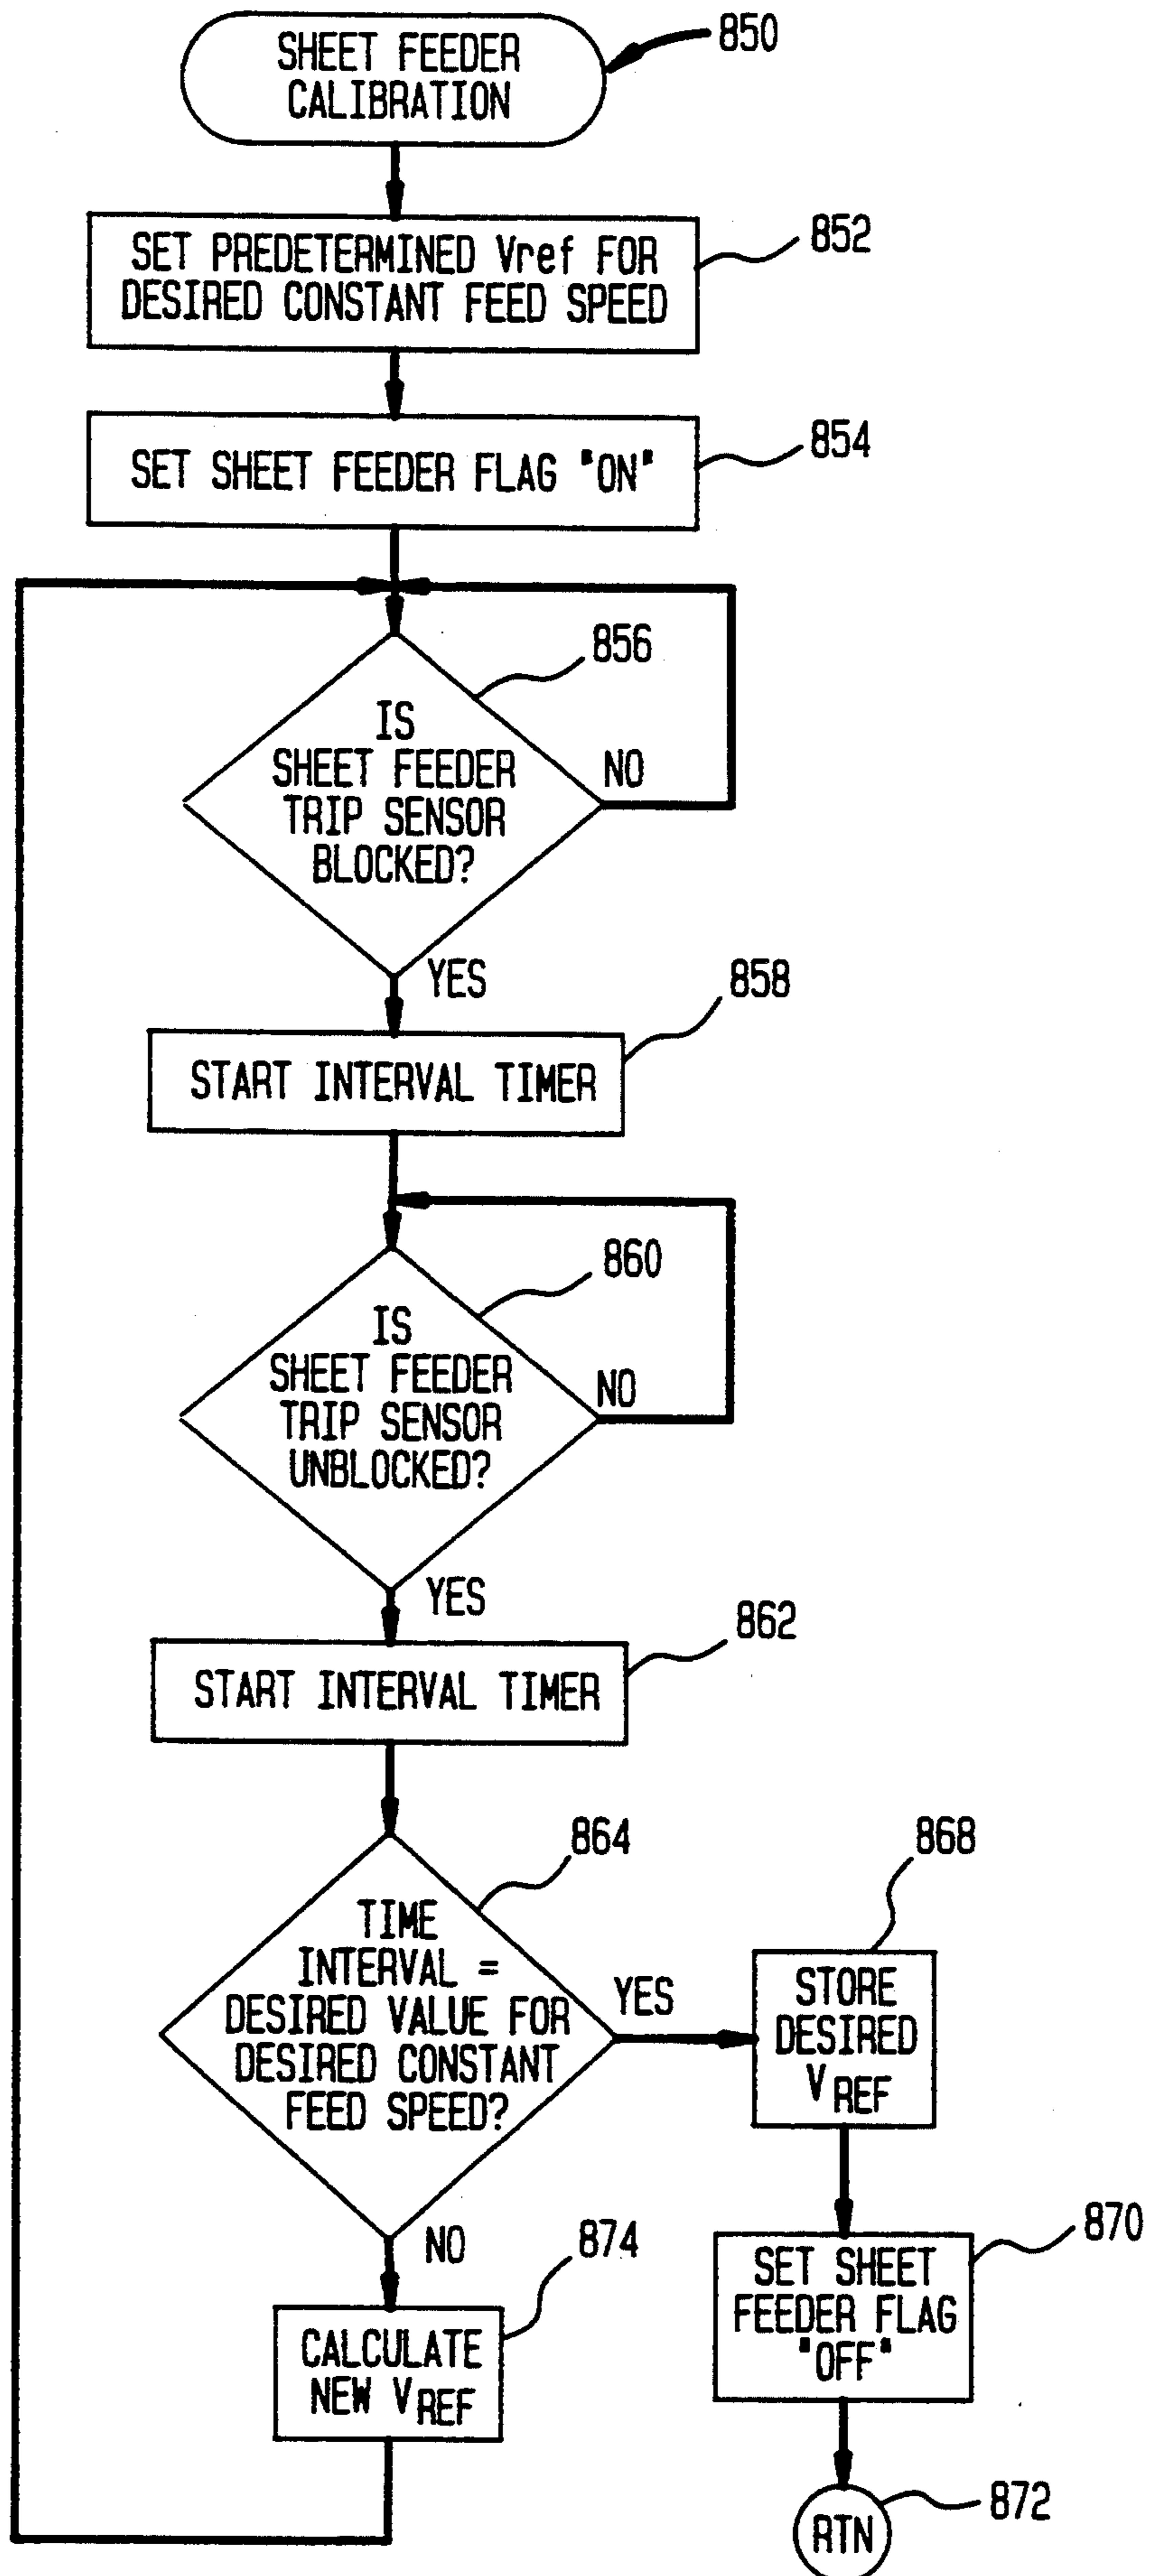 SHEET FEEDER
CALIBRATION
850
SET PREDETERMINED Vref FOR
DESIRED CONSTANT FEED SPEED
852
SET SHEET FEEDER FLAG "ON"
854
856
IS
SHEET FEEDER
TRIP SENSOR
BLOCKED?
NO
YES
858
START INTERVAL TIMER
860
IS
SHEET FEEDER
TRIP SENSOR
UNBLOCKED?
NO
YES
862
START INTERVAL TIMER
864
TIME
INTERVAL =
DESIRED VALUE FOR
DESIRED CONSTANT
FEED SPEED?
YES
868
STORE
DESIRED
VREF
NO
874
CALCULATE
NEW VREF
870
SET SHEET
FEEDER FLAG
"OFF"
872
RTN